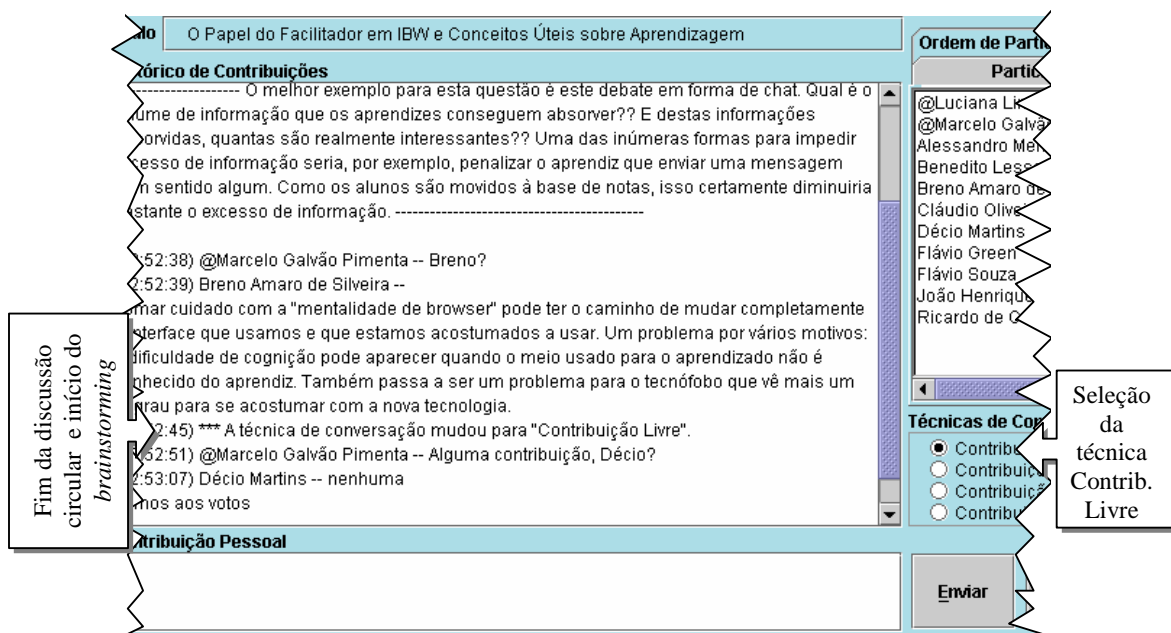 lo
O Papel do Facilitador em IBW e Conceitos Úteis sobre Aprendizagem
tórico de Contribuições
------------------- O melhor exemplo para esta questão é este debate em forma de chat. Qual é o
ume de informação que os aprendizes conseguem absorver?? E destas informações
sorvidas, quantas são realmente interessantes?? Uma das inúmeras formas para impedir
cesso de informação seria, por exemplo, penalizar o aprendiz que enviar uma mensagem
n sentido algum. Como os alunos são movidos à base de notas, isso certamente diminuiria
stante o excesso de informação. -------------------------------------------
:52:38) @Marcelo Galvão Pimenta -- Breno?
2:52:39) Breno Amaro de Silveira --
mar cuidado com a "mentalidade de browser" pode ter o caminho de mudar completamente
nterface que usamos e que estamos acostumados a usar. Um problema por vários motivos:
dificuldade de cognição pode aparecer quando o meio usado para o aprendizado não é
nhecido do aprendiz. Também passa a ser um problema para o tecnófobo que vê mais um
grau para se acostumar com a nova tecnologia.
2:45) *** A técnica de conversação mudou para "Contribuição Livre".
52:51) @Marcelo Galvão Pimenta -- Alguma contribuição, Décio?
2:53:07) Décio Martins -- nenhuma
mos aos votos
ntribuição Pessoal
Ordem de Parti
Partic
@Luciana Li
@Marcelo Galvã
Alessandro Mer
Benedito Less
Breno Amaro de
Cláudio Olive
Décio Martins
Flávio Green
Flávio Souza
João Henriqu
Ricardo de
Técnicas de Con
Contribu
Contribuiç
Contribuiçã
Contribu
Enviar
Fim da discussão
circular e início do
brainstorming
Seleção
da
técnica
Contrib.
Livre